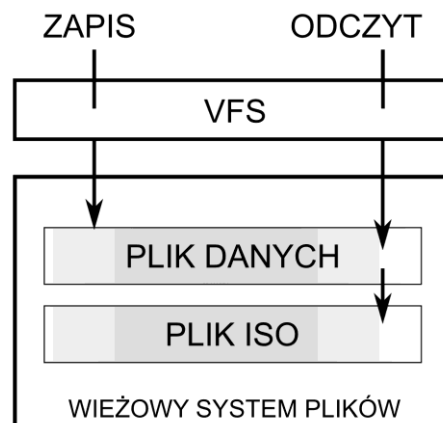 ZAPIS ODCZYT
VFS
PLIK DANYCH
PLIK ISO
WIEŻOWY SYSTEM PLIKÓW